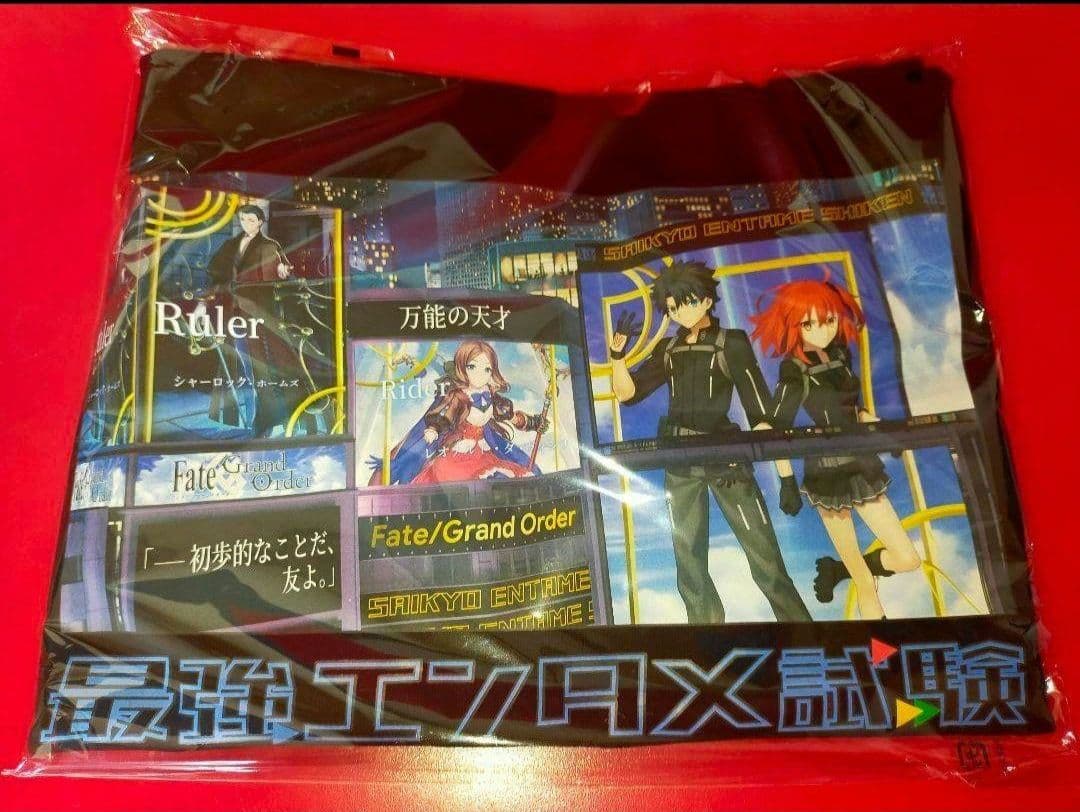 SAIKYO ENTAME SHIKEN
Ruler
シャーロック・ホームズ
万能の天才
Rider
Fate/Grand Order
「― 初歩的なことだ、
友よ。」
Fate/Grand Order
SAIKYO ENTAME
ENTAME
最強エンタメ試験